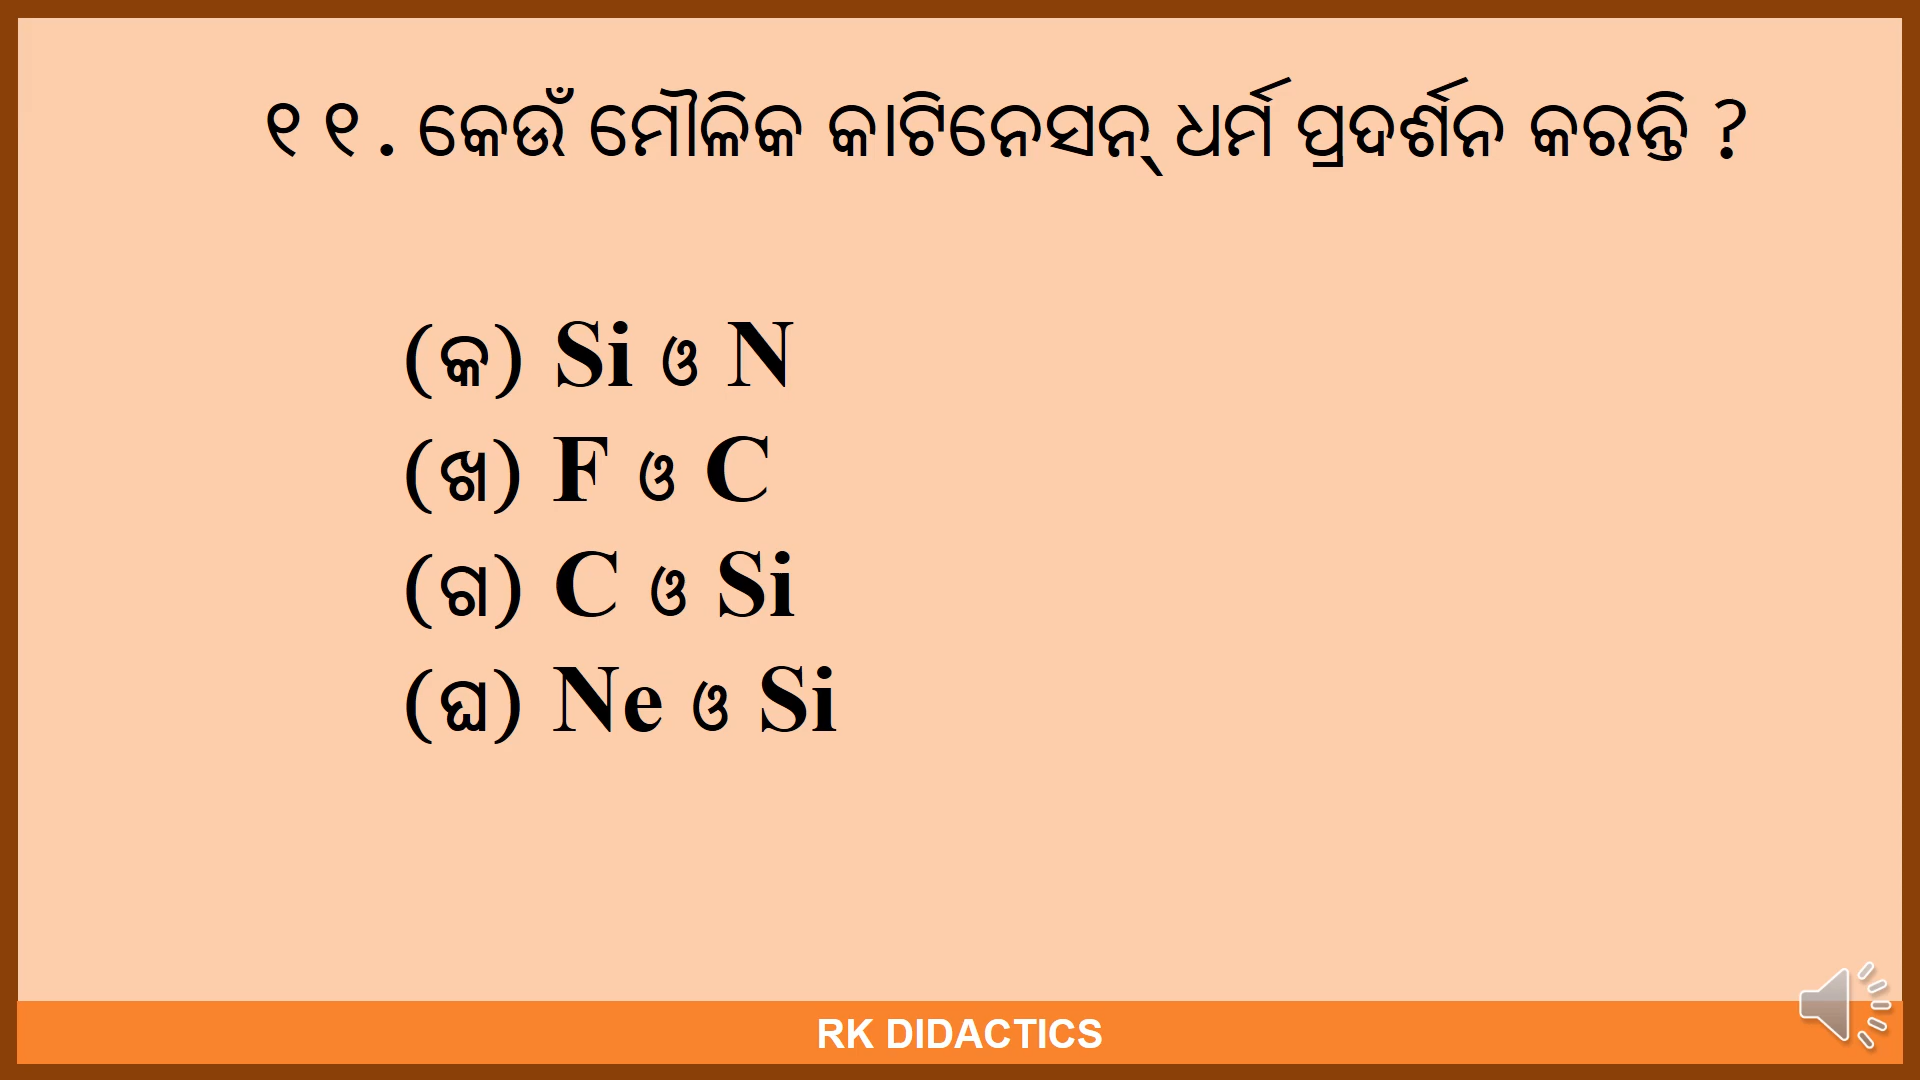 ୧୧. କେଉଁ ମୌଳିକ କାଟିନେସନ୍ ଧର୍ମ ପ୍ରଦର୍ଶନ କରନ୍ତି ?
(କ) Si ଓ N
(ଖ) F ଓ C
(ଗ) C ଓ Si
(ଘ) Ne ଓ Si
RK DIDACTICS